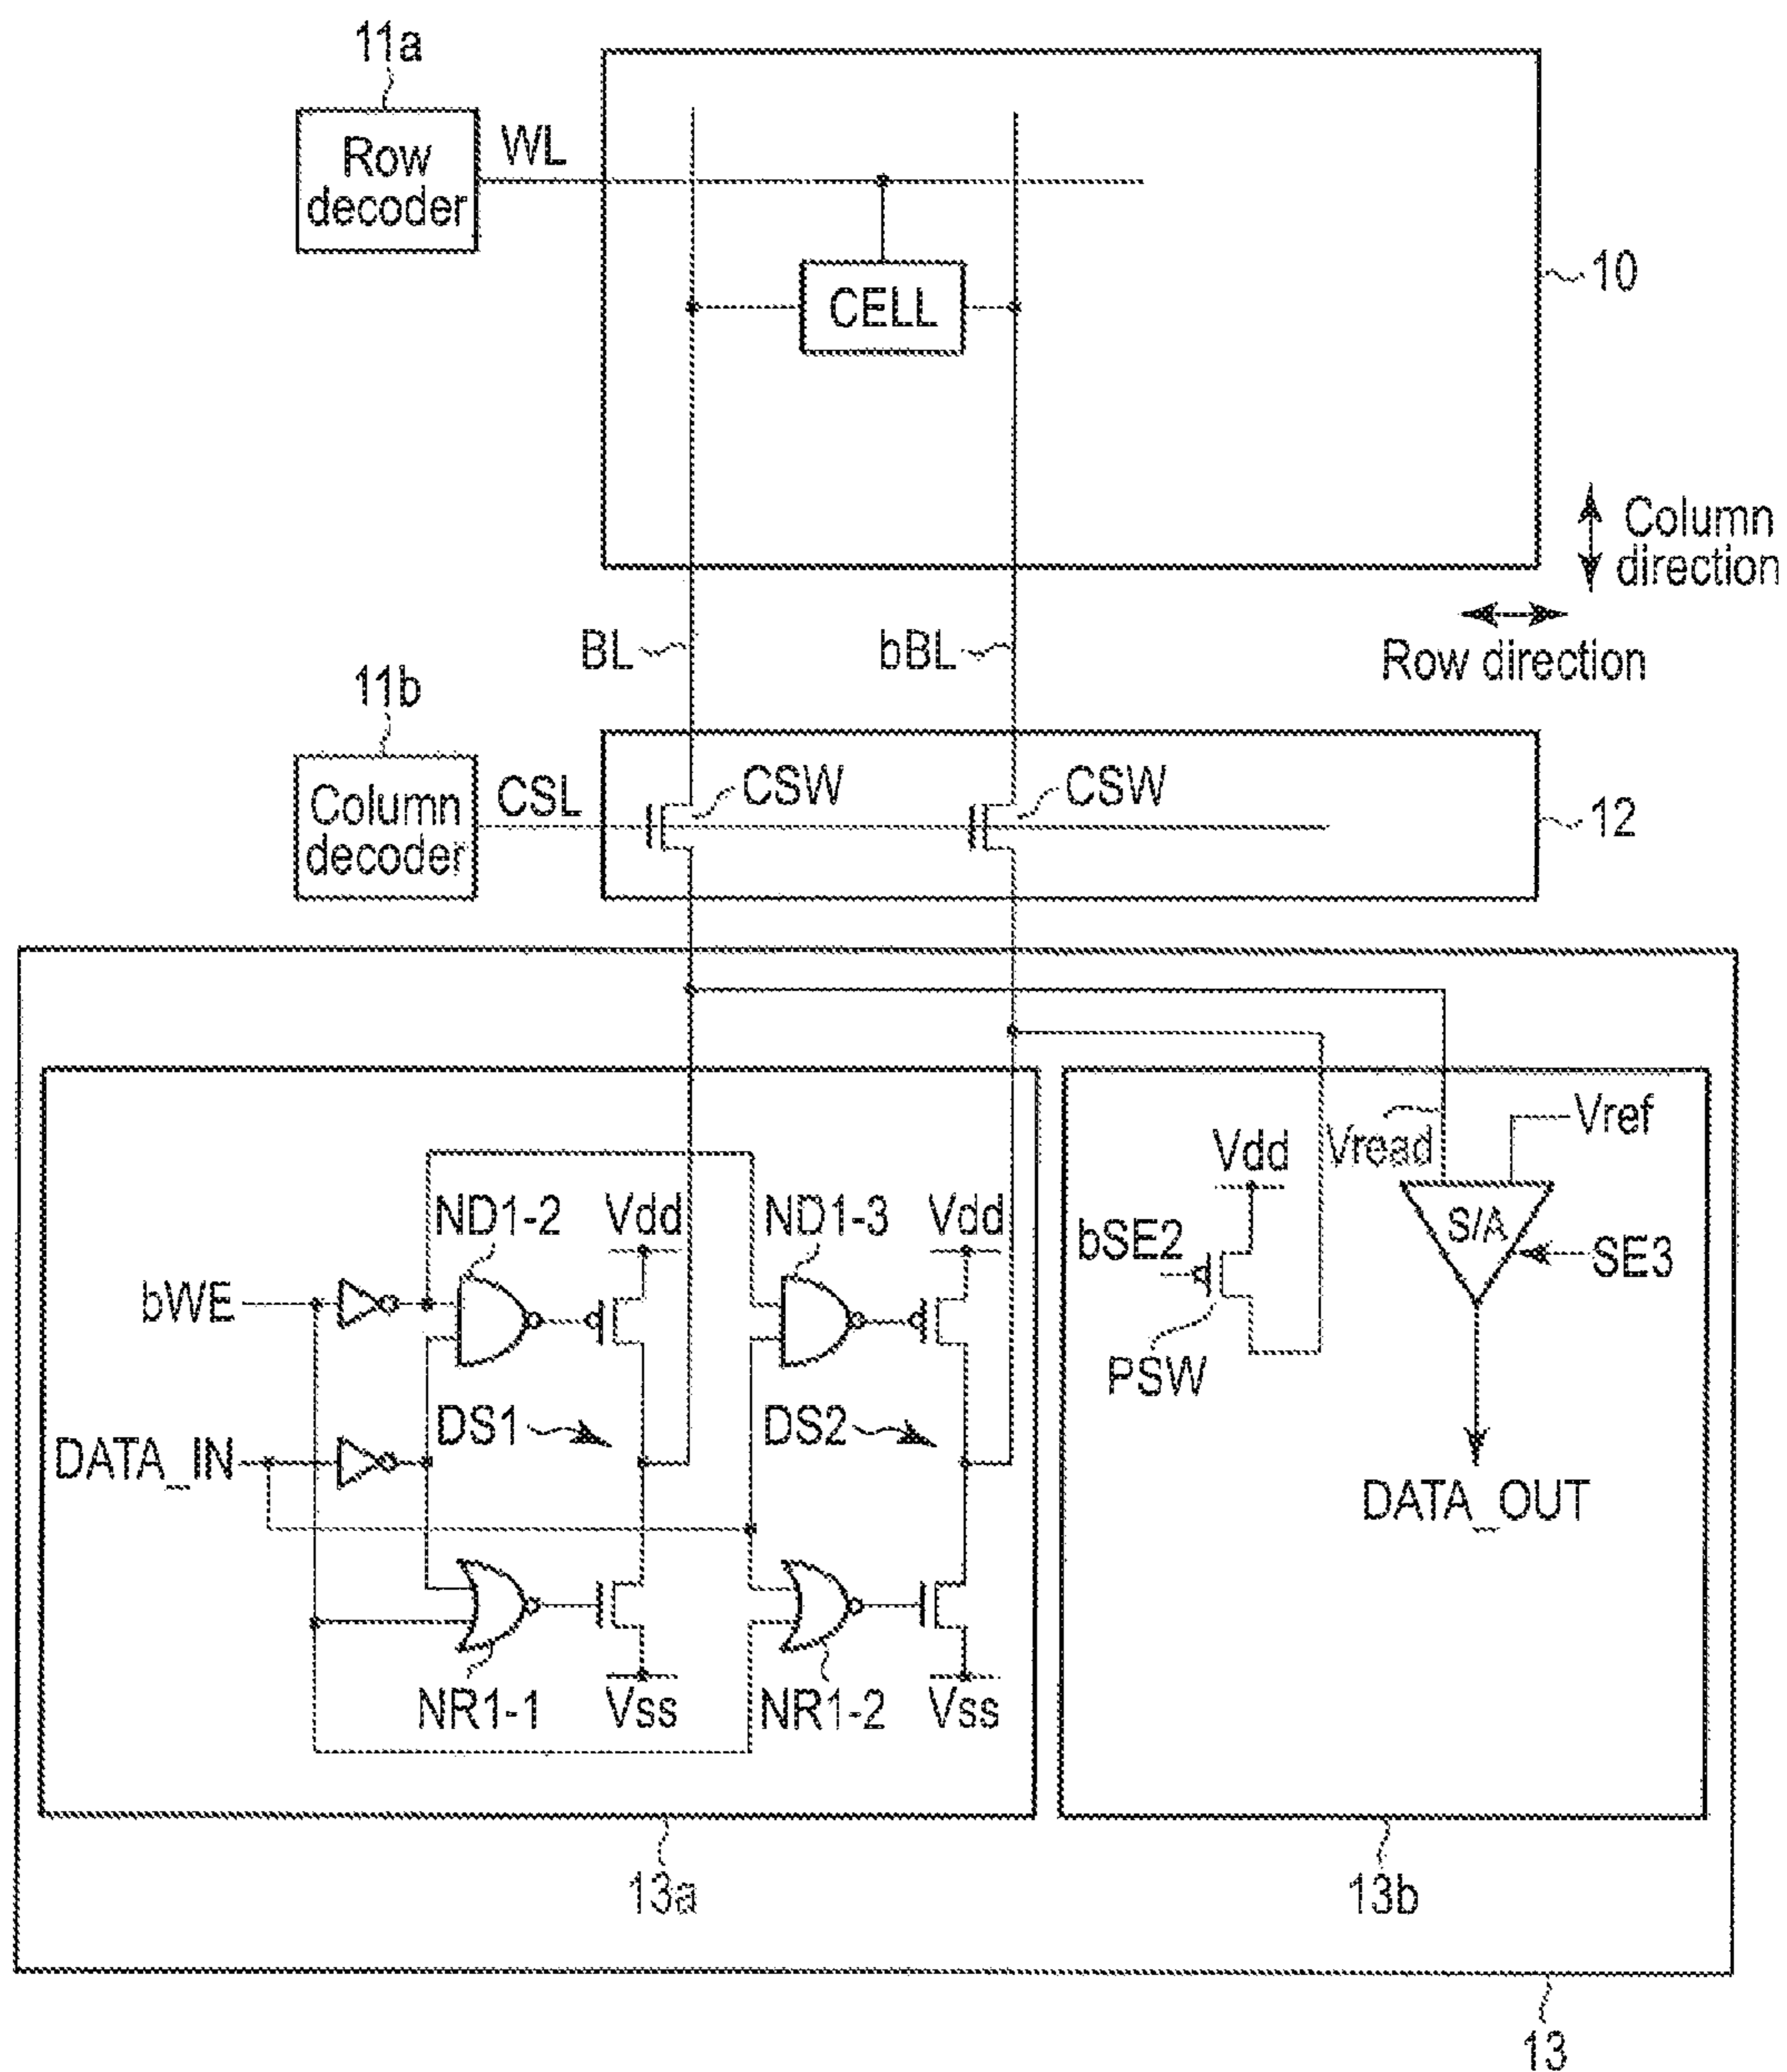 11a
Row
decoder
WL
CELL
10
Column
direction
Row direction
BL
bBL
11b
Column
decoder
CSL
CSW
CSW
12
Vread
Vref
Vdd
S/A
bSE2
SE3
PSW
DATA_OUT
ND1-2
Vdd
ND1-3
Vdd
bWE
DS1
DS2
DATA_IN
NR1-1
Vss
NR1-2
Vss
13a
13b
13